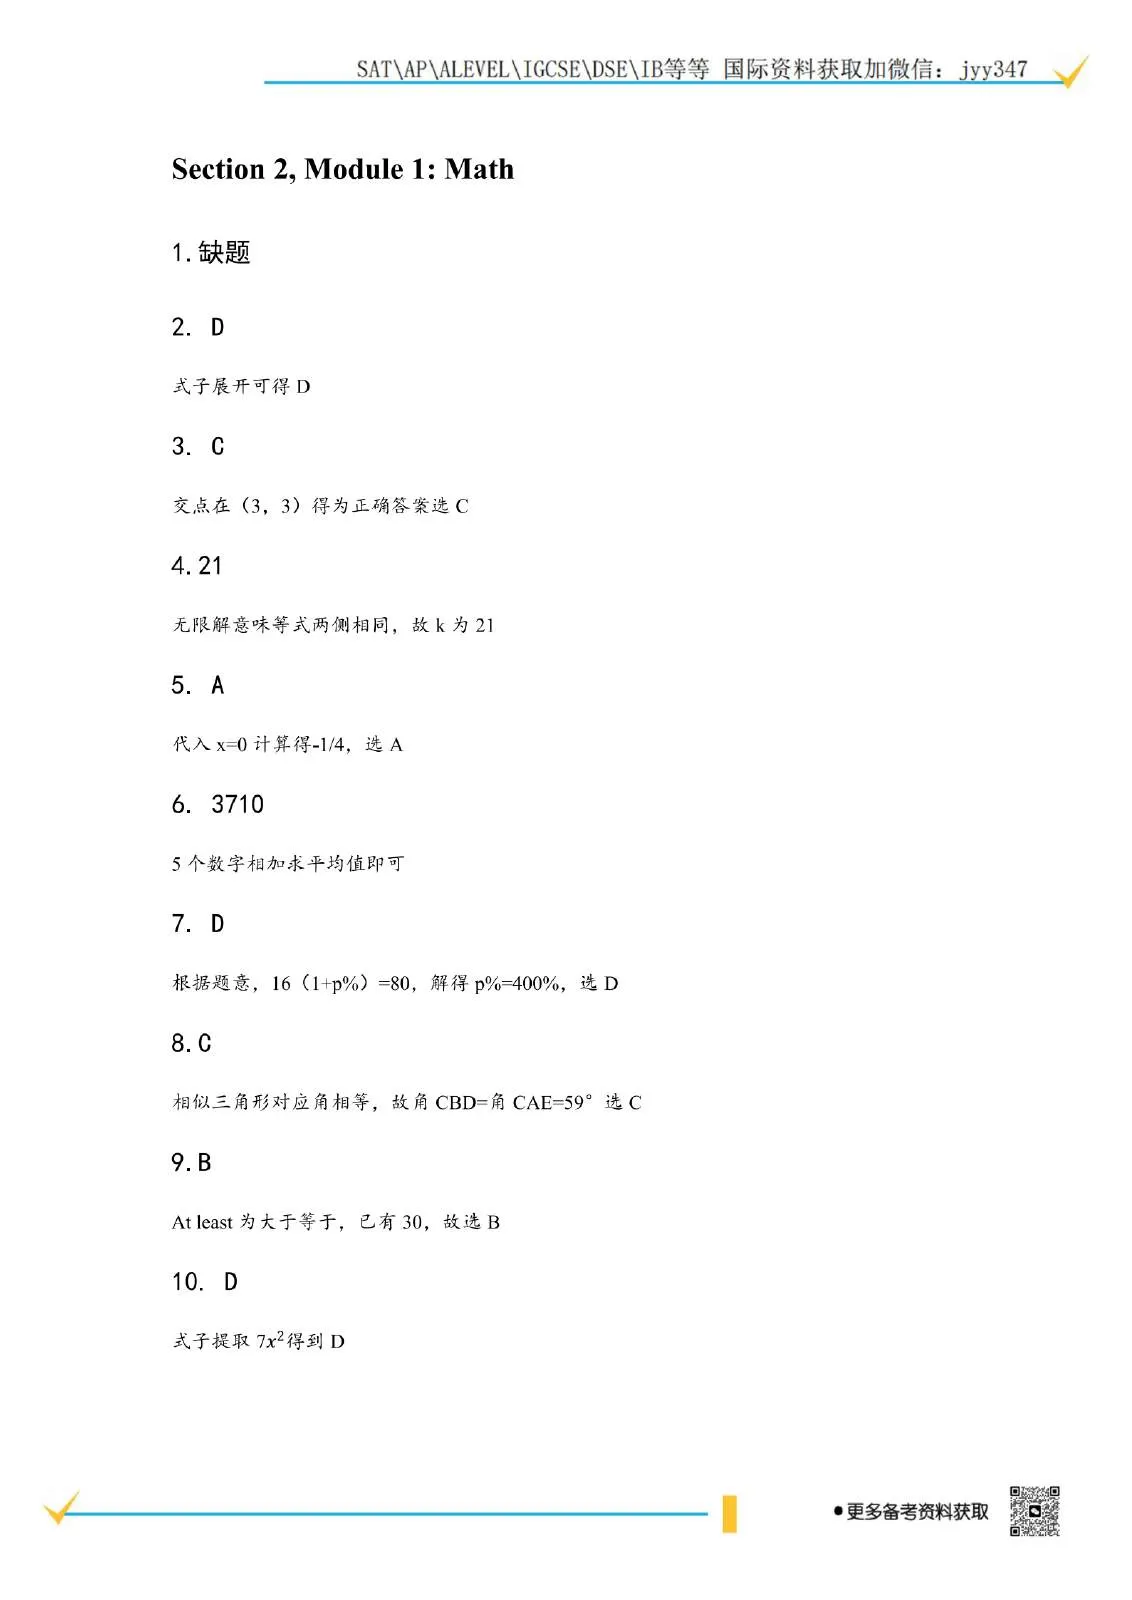 SAT\AP\ALEVEL\IGCSE\DSE\IB等等 国际资料获取加微信：jyy347
Section 2, Module 1: Math
1.缺题
2. D
式子展开可得 D
3. C
交点在（3，3）得为正确答案选 C
4.21
无限解意味等式两侧相同，故 k 为 21
5. A
代入 x=0 计算得-1/4，选 A
6. 3710
5 个数字相加求平均值即可
7. D
根据题意，16（1+p%）=80，解得 p%=400%，选 D
8.C
相似三角形对应角相等，故角 CBD=角 CAE=59°选 C
9.B
At least 为大于等于，已有 30，故选 B
10. D
式子提取 7x²得到 D
•更多备考资料获取